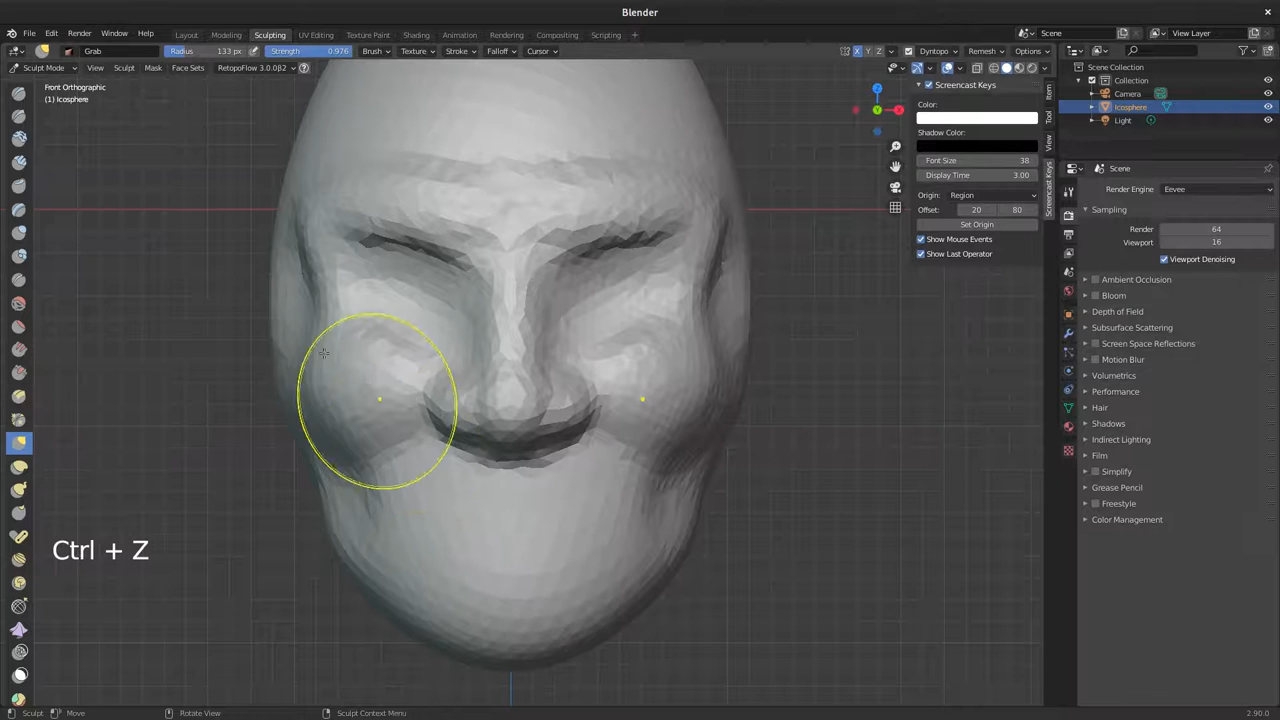 Blender
File Edit Render Window Help Layout Modeling Sculpting UV Editing Texture Paint Shading Animation Rendering Compositing Scripting Scene View Layer
Grab Radius 133 px Strength 0.976 Brush Texture Stroke Falloff Cursor X Y Z Dyntopo Remesh Options
Sculpt Mode View Sculpt Mask Face Sets RetopoFlow 3.0.0β2
Front Orthographic
(1) Icosphere
Z
X
Y
Screencast Keys
Color:
Shadow Color:
Font Size 38
Display Time 3.00
Origin: Region
Offset: 20 80
Set Origin
Show Mouse Events
Show Last Operator
Item
Tool
View
Screencast Keys
Scene Collection
Collection
Camera
Icosphere
Light
Scene
Render Engine Eevee
Sampling
Render 64
Viewport 16
Viewport Denoising
Ambient Occlusion
Bloom
Depth of Field
Subsurface Scattering
Screen Space Reflections
Motion Blur
Volumetrics
Performance
Hair
Shadows
Indirect Lighting
Film
Simplify
Grease Pencil
Freestyle
Color Management
Ctrl + Z
Sculpt Move Rotate View Sculpt Context Menu 2.90.0